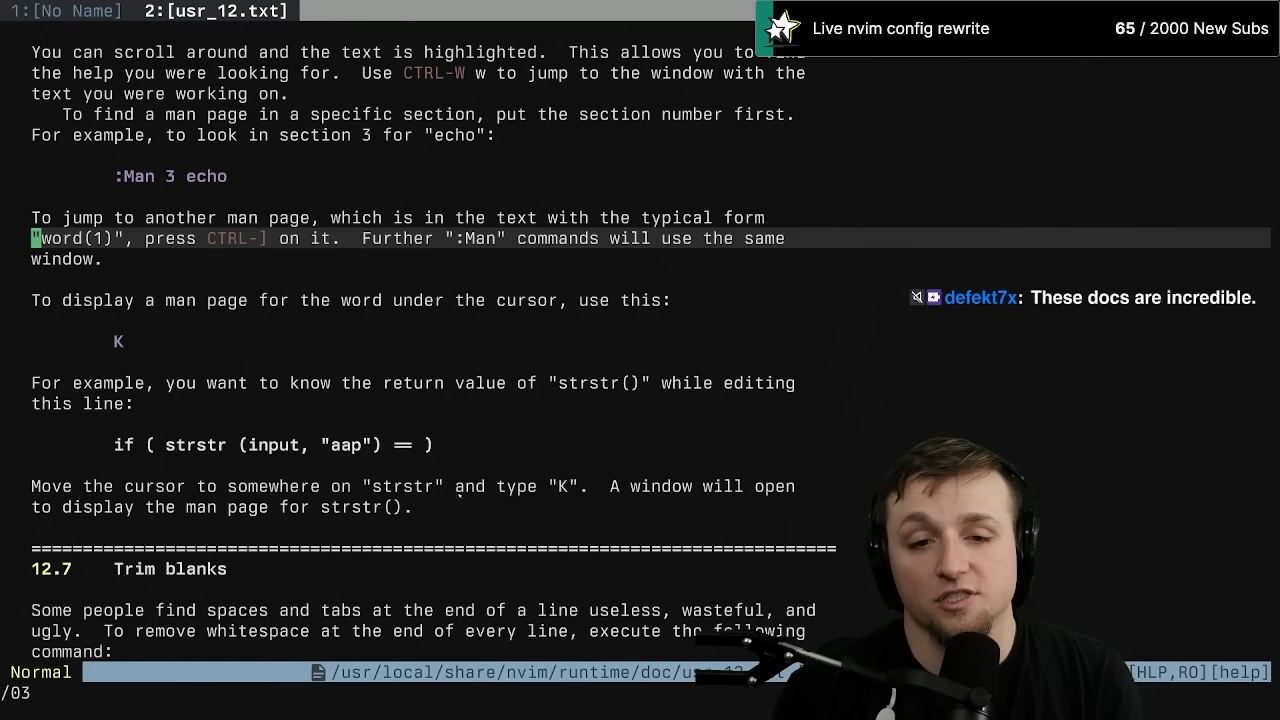 1:[No Name]  2:[usr_12.txt]
Live nvim config rewrite
65 / 2000 New Subs
You can scroll around and the text is highlighted.  This allows you to find
the help you were looking for.  Use CTRL-W w to jump to the window with the
text you were working on.
   To find a man page in a specific section, put the section number first.
For example, to look in section 3 for "echo":
:Man 3 echo
To jump to another man page, which is in the text with the typical form
"word(1)", press CTRL-] on it.  Further ":Man" commands will use the same
window.
To display a man page for the word under the cursor, use this:
defekt7x: These docs are incredible.
K
For example, you want to know the return value of "strstr()" while editing
this line:
if ( strstr (input, "aap") == )
Move the cursor to somewhere on "strstr" and type "K".  A window will open
to display the man page for strstr().
==============================================================================
12.7    Trim blanks
Some people find spaces and tabs at the end of a line useless, wasteful, and
ugly.  To remove whitespace at the end of every line, execute the following
command:
Normal /usr/local/share/nvim/runtime/doc/usr_12 [HLP,RO][help]
/03